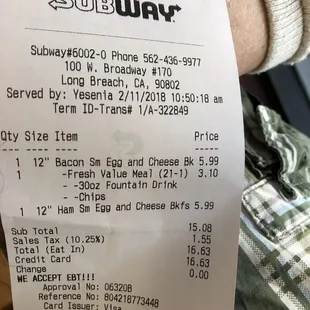 SUBWAY
Subway#6002-0 Phone 562-436-9977
100 W. Broadway #170
Long Breach, CA, 90802
Served by: Yesenia 2/11/2018 10:50:18 am
Term ID-Trans# 1/A-322849
Qty Size Item Price
1 12" Bacon Sm Egg and Cheese Bk 5.99
1 -Fresh Value Meal (21-1) 3.10
- -30oz Fountain Drink
- -Chips
1 12" Ham Sm Egg and Cheese Bkfs 5.99
Sub Total 15.08
Sales Tax (10.25%) 1.55
Total (Eat In) 16.63
Credit Card 16.63
Change 0.00
WE ACCEPT EBT!!!
Approval No: 06320B
Reference No: 804218773448
Card Issuer: Visa